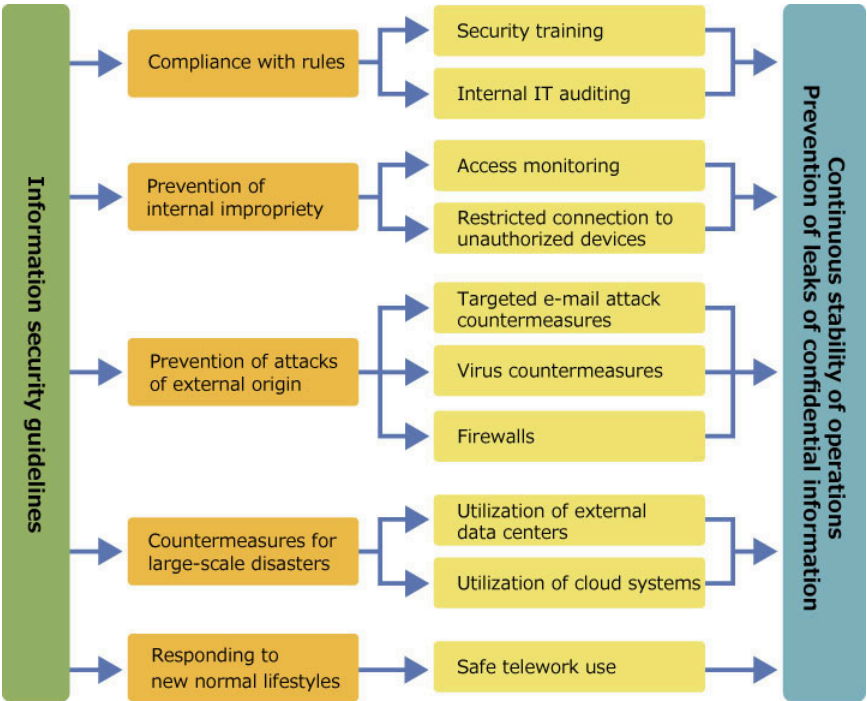 Information security guidelines
Compliance with rules
Security training
Internal IT auditing
Prevention of
internal impropriety
Access monitoring
Restricted connection to
unauthorized devices
Prevention of attacks
of external origin
Targeted e-mail attack
countermeasures
Virus countermeasures
Firewalls
Countermeasures for
large-scale disasters
Utilization of external
data centers
Utilization of cloud systems
Responding to
new normal lifestyles
Safe telework use
Continuous stability of operations
Prevention of leaks of confidential information